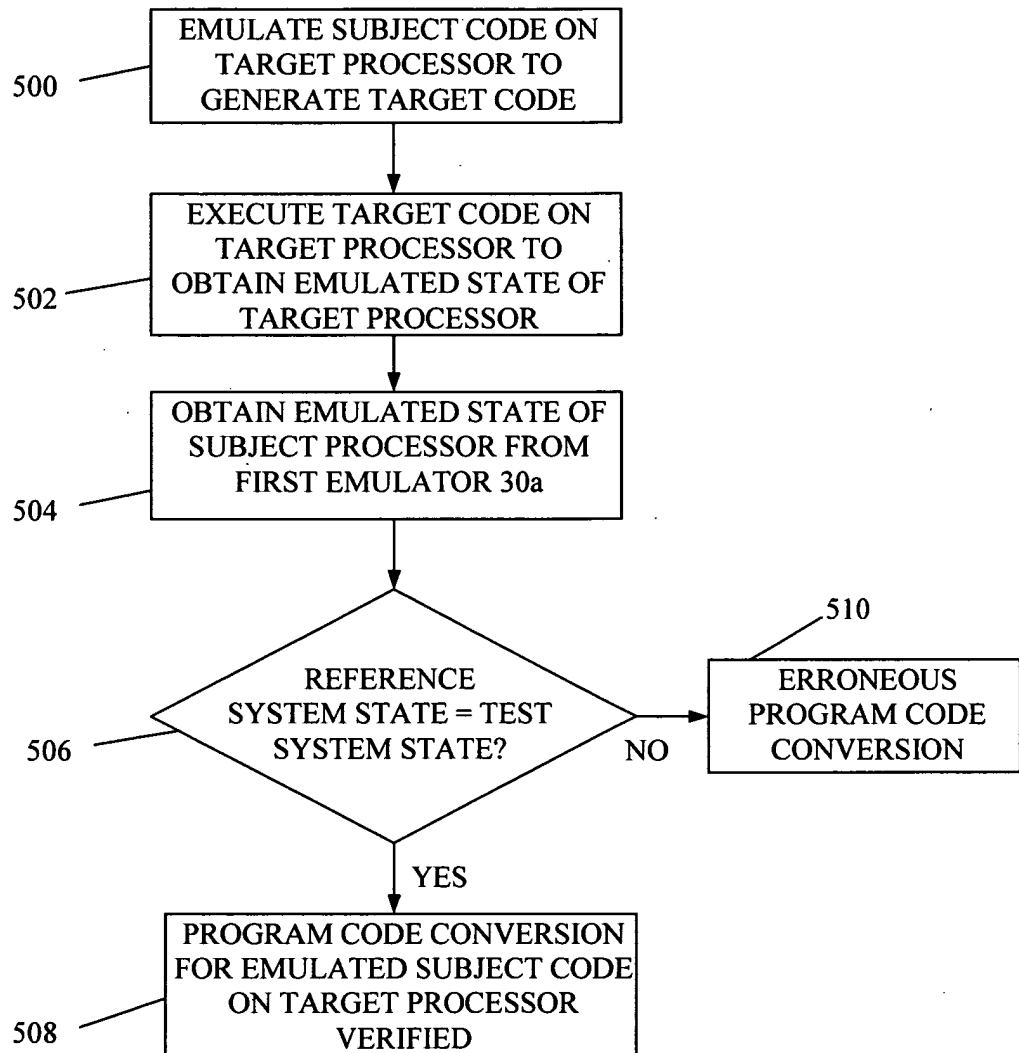 EMULATE SUBJECT CODE ON
TARGET PROCESSOR TO
GENERATE TARGET CODE
500
EXECUTE TARGET CODE ON
TARGET PROCESSOR TO
OBTAIN EMULATED STATE OF
TARGET PROCESSOR
502
OBTAIN EMULATED STATE OF
SUBJECT PROCESSOR FROM
FIRST EMULATOR 30a
504
REFERENCE
SYSTEM STATE = TEST
SYSTEM STATE?
506
NO
510
ERRONEOUS
PROGRAM CODE
CONVERSION
YES
PROGRAM CODE CONVERSION
FOR EMULATED SUBJECT CODE
ON TARGET PROCESSOR
VERIFIED
508